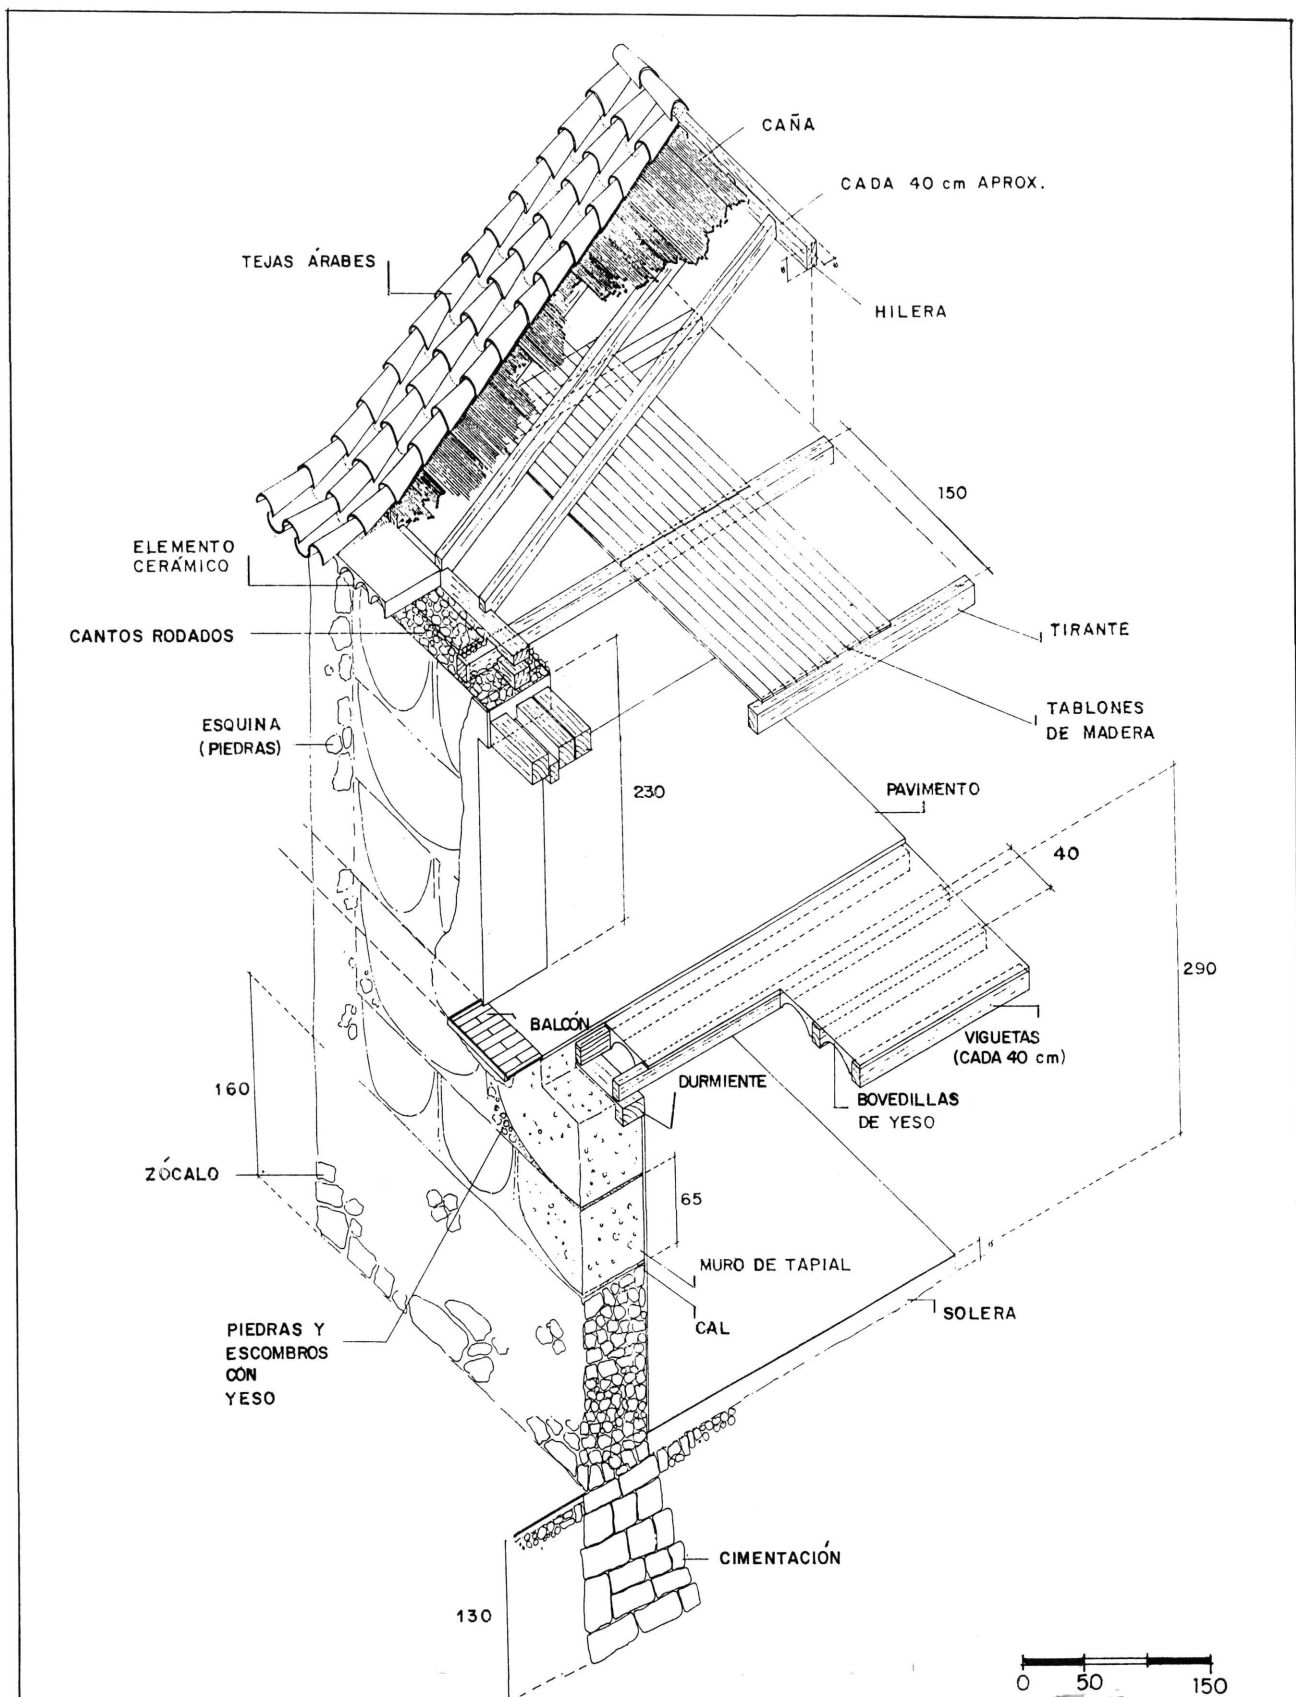 CAÑA
CADA 40 cm APROX.
TEJAS ÁRABES
HILERA
150
ELEMENTO
CERÁMICO
CANTOS RODADOS
TIRANTE
ESQUINA
(PIEDRAS)
TABLONES
DE MADERA
230
PAVIMENTO
40
290
BALCÓN
VIGUETAS
(CADA 40 cm)
160
DURMIENTE
BOVEDILLAS
DE YESO
ZÓCALO
65
MURO DE TAPIAL
SOLERA
CAL
PIEDRAS Y
ESCOMBROS
CÓN
YESO
CIMENTACIÓN
130
0 50 150